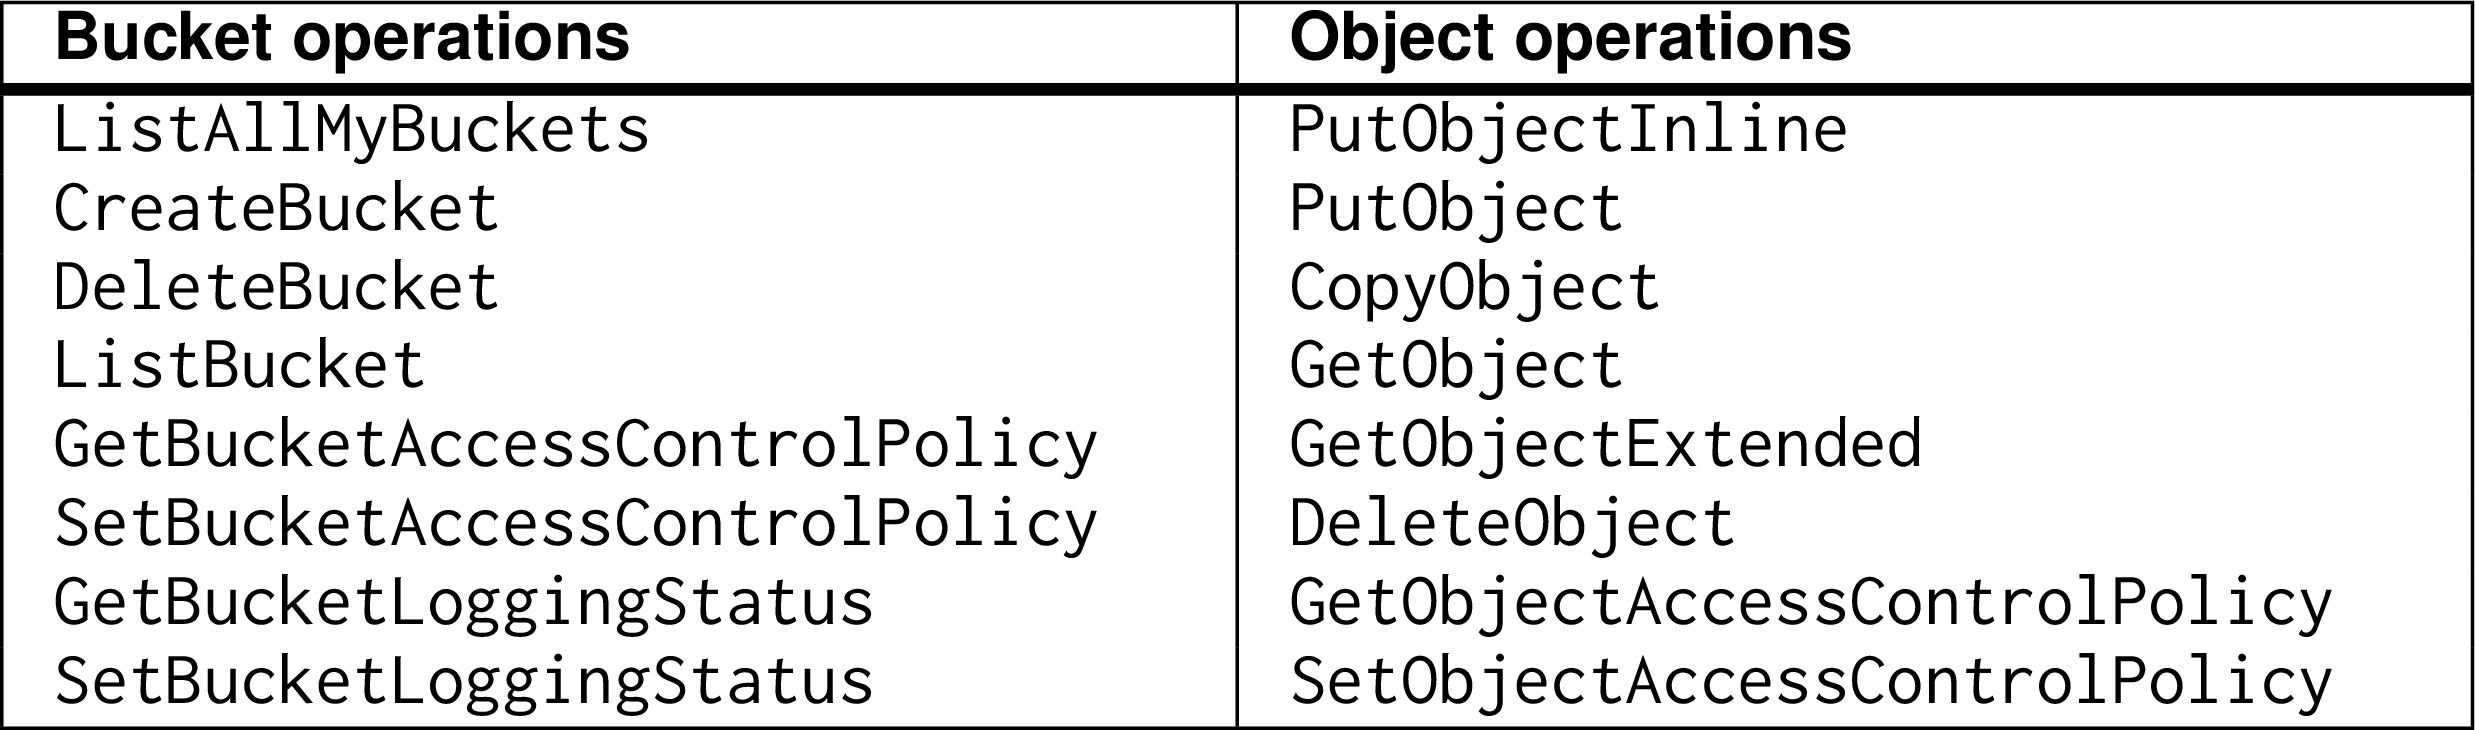 Bucket operations Object operations
ListAllMyBuckets PutObjectInline
CreateBucket PutObject
DeleteBucket CopyObject
ListBucket GetObject
GetBucketAccessControlPolicy GetObjectExtended
SetBucketAccessControlPolicy DeleteObject
GetBucketLoggingStatus GetObjectAccessControlPolicy
SetBucketLoggingStatus SetObjectAccessControlPolicy